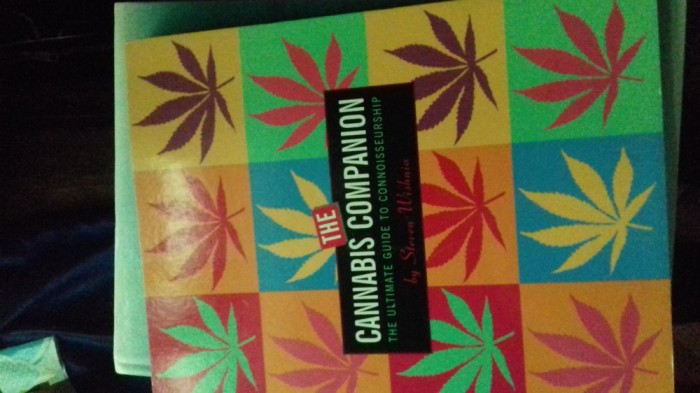 THE
CANNABIS COMPANION
THE ULTIMATE GUIDE TO CONNOISSEURSHIP
by Steven Wishnia